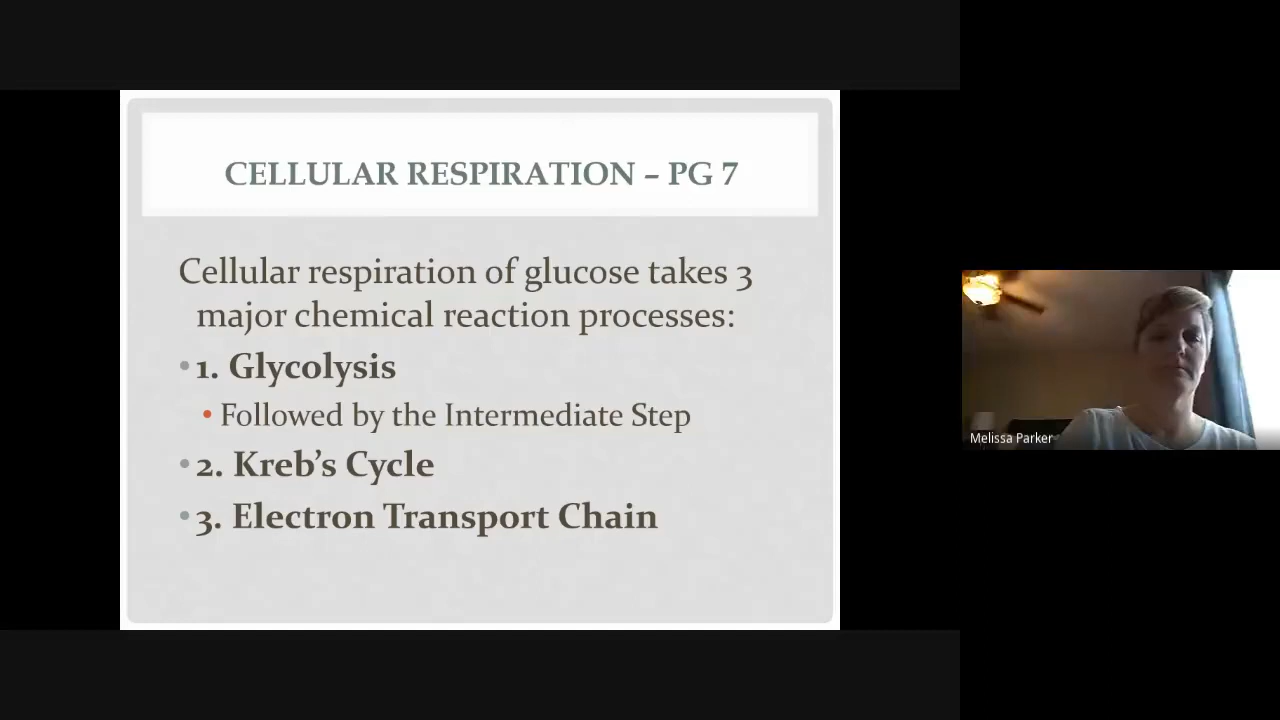 CELLULAR RESPIRATION – PG 7
Cellular respiration of glucose takes 3
major chemical reaction processes:
• 1. Glycolysis
• Followed by the Intermediate Step
• 2. Kreb’s Cycle
• 3. Electron Transport Chain
Melissa Parker